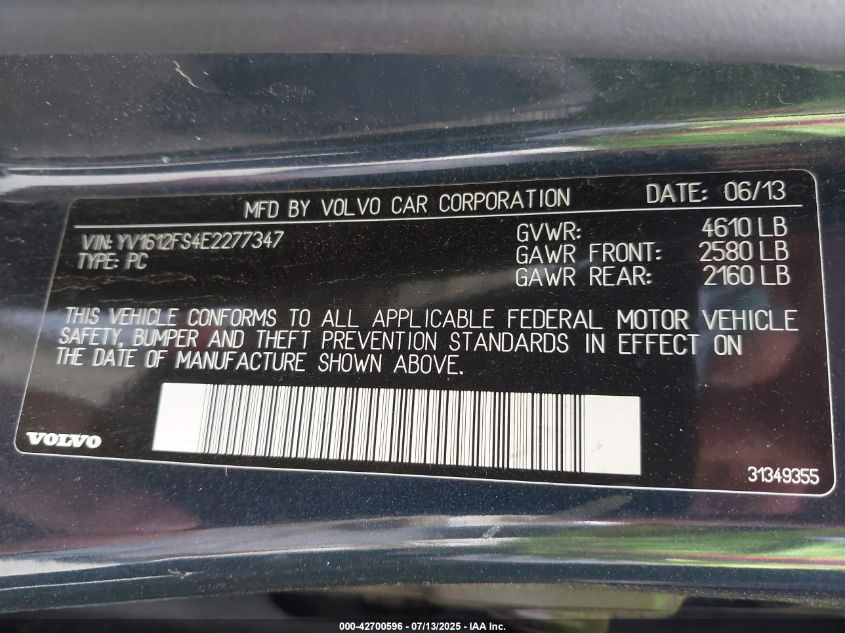 MFD BY VOLVO CAR CORPORATION DATE: 06/13
VIN: YV1612FS4E2277347
TYPE: PC
GVWR: 4610 LB
GAWR FRONT: 2580 LB
GAWR REAR: 2160 LB
THIS VEHICLE CONFORMS TO ALL APPLICABLE FEDERAL MOTOR VEHICLE
SAFETY, BUMPER AND THEFT PREVENTION STANDARDS IN EFFECT ON
THE DATE OF MANUFACTURE SHOWN ABOVE.
VOLVO
31349355
000-42700596 - 07/13/2025 - IAA Inc.